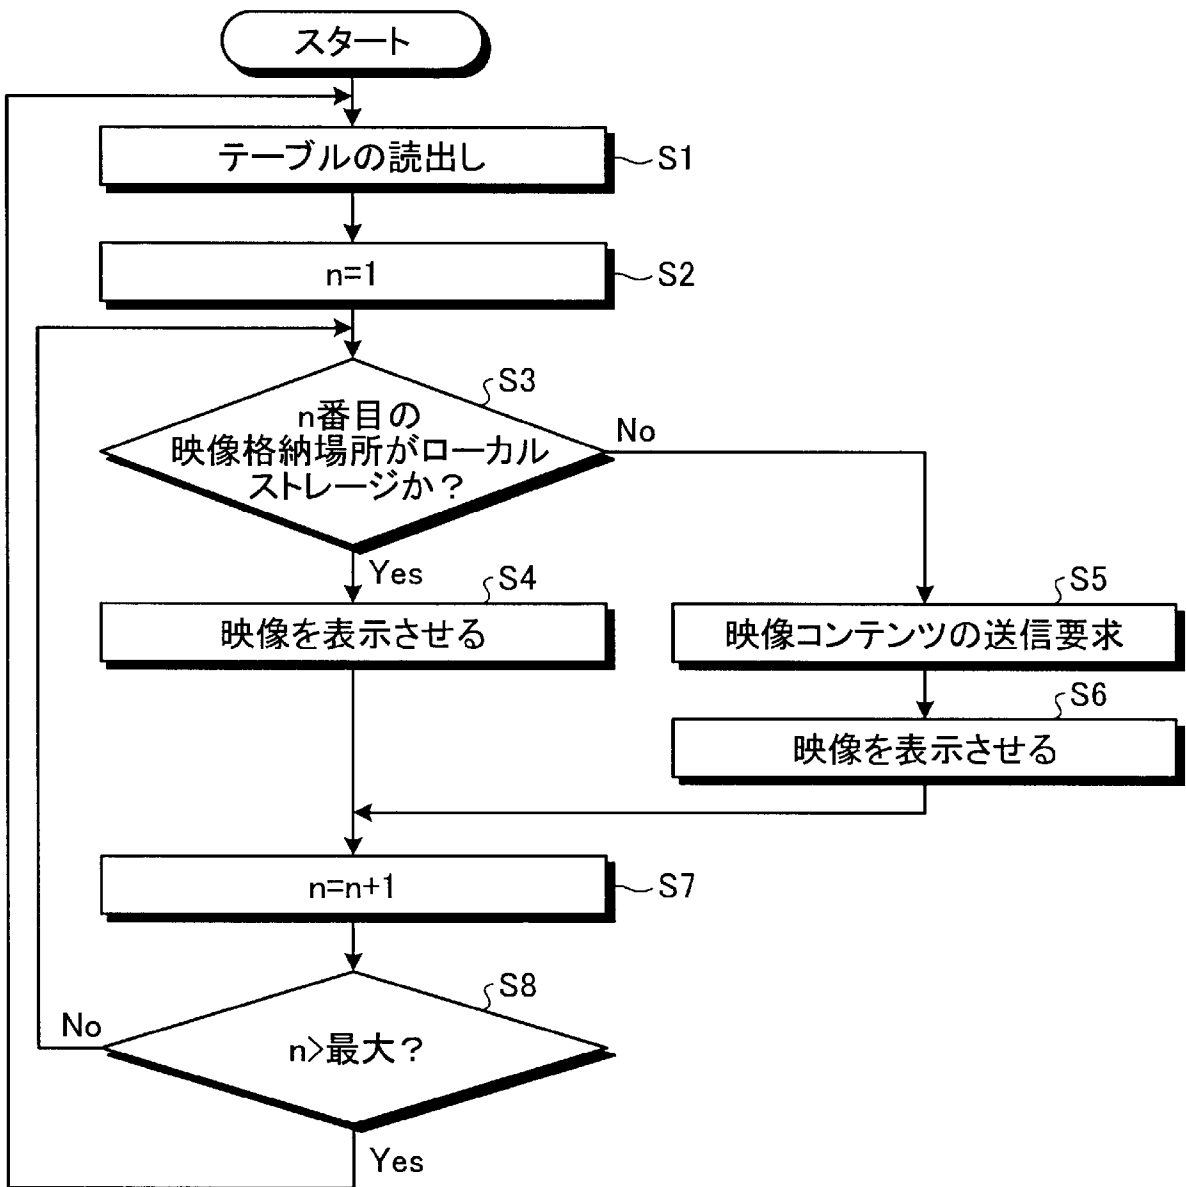 スタート
テーブルの読出し
S1
n=1
S2
S3
n番目の
映像格納場所がローカル
ストレージか？
No
Yes
S4
映像を表示させる
S5
映像コンテンツの送信要求
S6
映像を表示させる
n=n+1
S7
S8
n>最大？
No
Yes